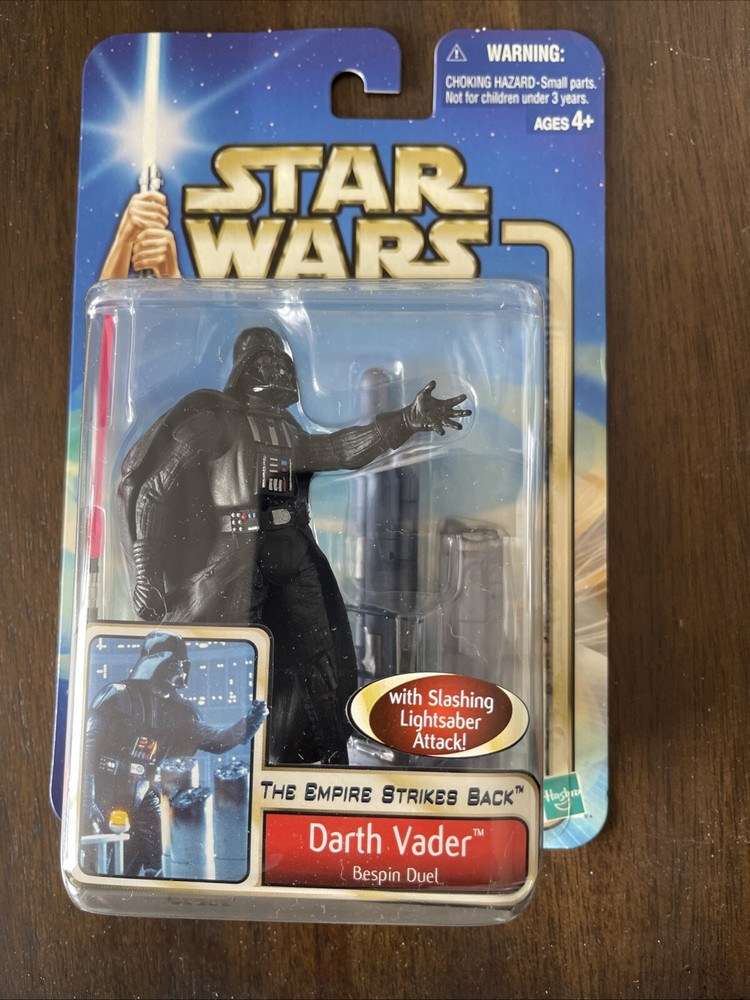 WARNING:
CHOKING HAZARD-Small parts.
Not for children under 3 years.
AGES 4+
STAR
WARS
with Slashing
Lightsaber
Attack!
THE EMPIRE STRIKES BACK™
Darth Vader™
Bespin Duel
Hasbro